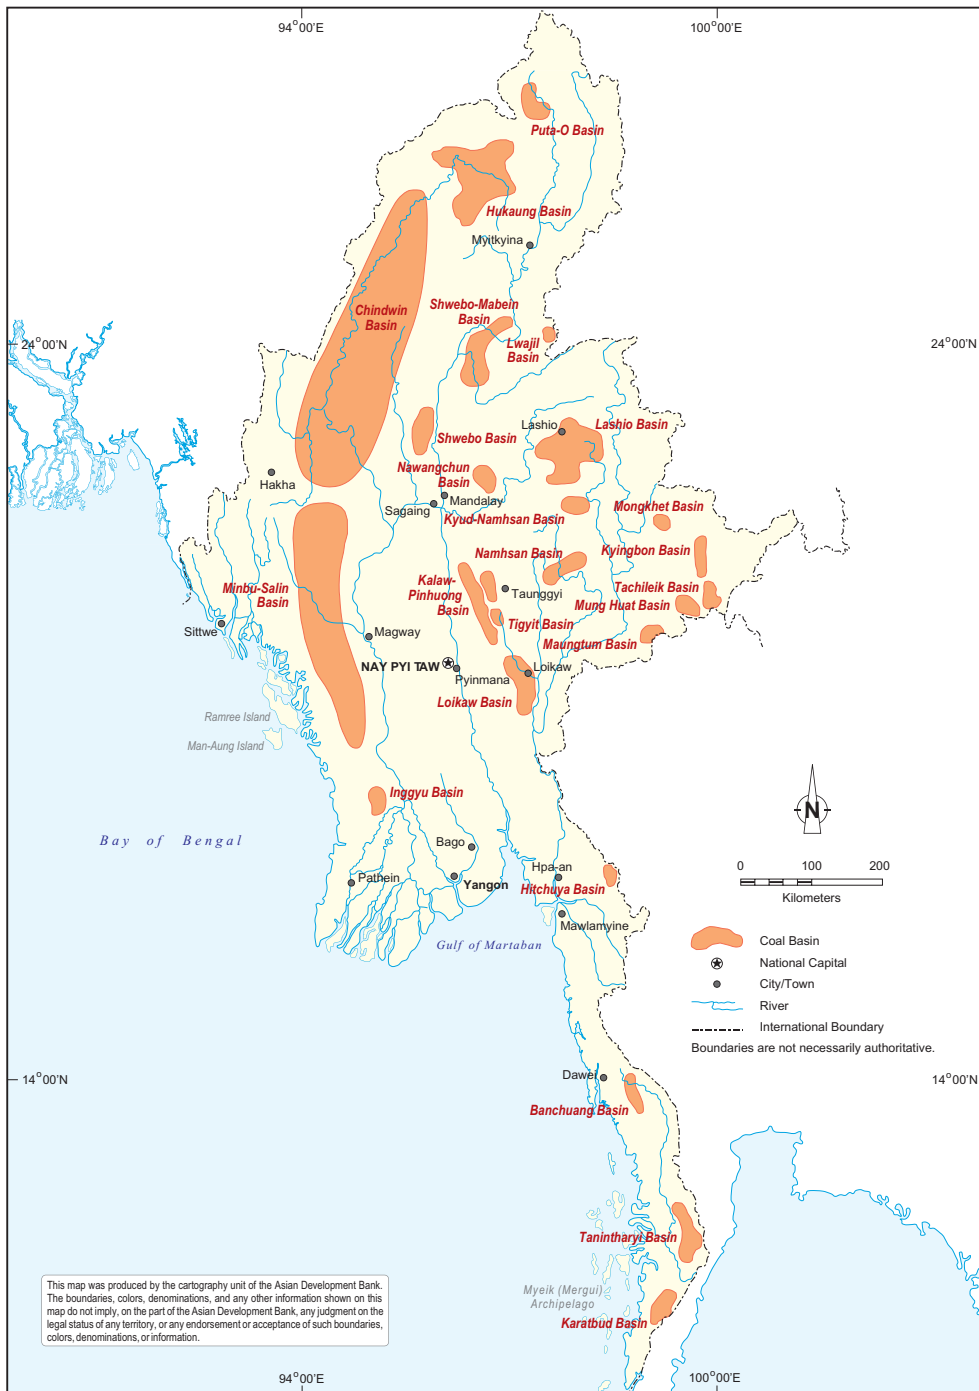 94°00'E
100°00'E
Puta-O Basin
Hukaung Basin
Myitkyina
Chindwin
Basin
Shwebo-Mabein
Basin
Lwajil
Basin
24°00'N
24°00'N
Lashio
Lashio Basin
Shwebo Basin
Nawangchun
Basin
Hakha
Mandalay
Sagaing
Kyud-Namhsan Basin
Mongkhet Basin
Namhsan Basin
Kyingbon Basin
Kalaw-
Pinhuong
Basin
Minbu-Salin
Basin
Taunggyi
Tachileik Basin
Mung Huat Basin
Tigyit Basin
Sittwe
Magway
Maungtum Basin
NAY PYI TAW
Pyinmana
Loikaw
Loikaw Basin
Ramree Island
Man-Aung Island
Inggyu Basin
Bay of Bengal
Bago
Hpa-an
Pathein
Yangon
Hitchuya Basin
Mawlamyine
Gulf of Martaban
N
0 100 200
Kilometers
Coal Basin
National Capital
City/Town
River
International Boundary
Boundaries are not necessarily authoritative.
14°00'N
14°00'N
Dawei
Banchuang Basin
Tanintharyi Basin
Myeik (Mergui)
Archipelago
Karatbud Basin
This map was produced by the cartography unit of the Asian Development Bank.
The boundaries, colors, denominations, and any other information shown on this
map do not imply, on the part of the Asian Development Bank, any judgment on the
legal status of any territory, or any endorsement or acceptance of such boundaries,
colors, denominations, or information.
94°00'E
100°00'E